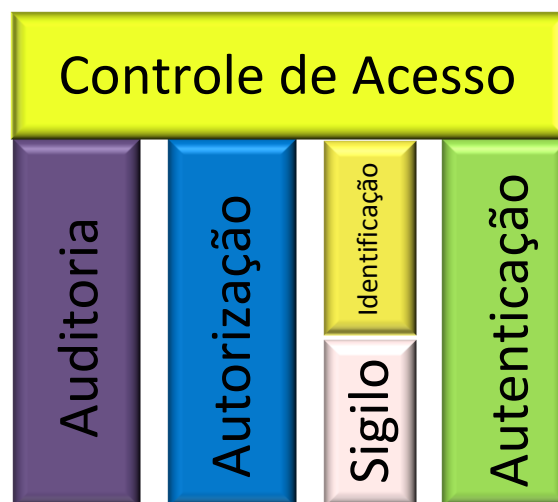 Controle de Acesso
Auditoria
Autorização
Identificação
Sigilo
Autenticação